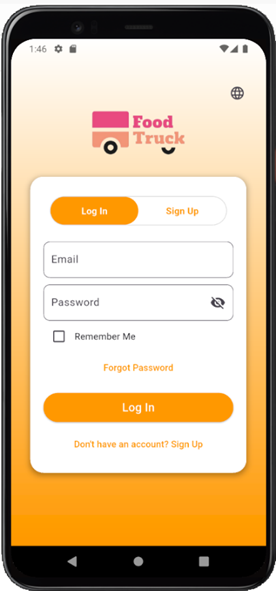 1:46
Food
Truck
Log In
Sign Up
Email
Password
Remember Me
Forgot Password
Log In
Don't have an account? Sign Up